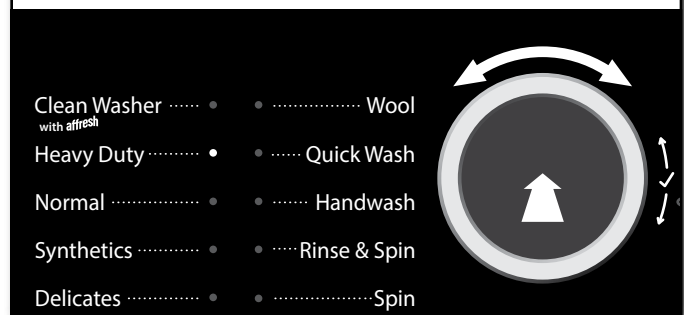 Clean Washer
with affresh
Heavy Duty
Normal
Synthetics
Delicates
Wool
Quick Wash
Handwash
Rinse & Spin
Spin